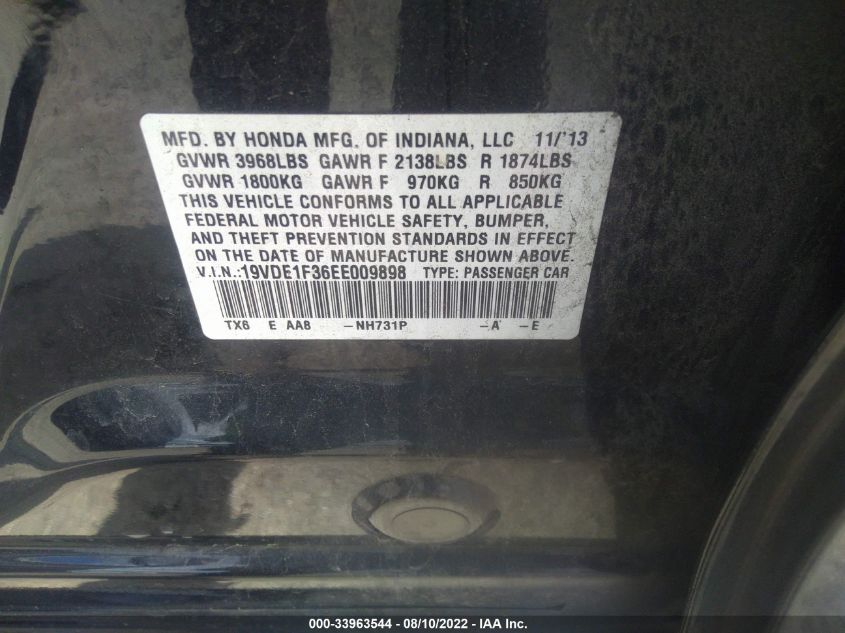 MFD. BY HONDA MFG. OF INDIANA, LLC 11/'13
GVWR 3968LBS GAWR F 2138LBS R 1874LBS
GVWR 1800KG GAWR F 970KG R 850KG
THIS VEHICLE CONFORMS TO ALL APPLICABLE
FEDERAL MOTOR VEHICLE SAFETY, BUMPER,
AND THEFT PREVENTION STANDARDS IN EFFECT
ON THE DATE OF MANUFACTURE SHOWN ABOVE.
V.I.N.:19VDE1F36EE009898 TYPE: PASSENGER CAR
TX6 E AA8 -NH731P -A -E
000-33963544 - 08/10/2022 - IAA Inc.